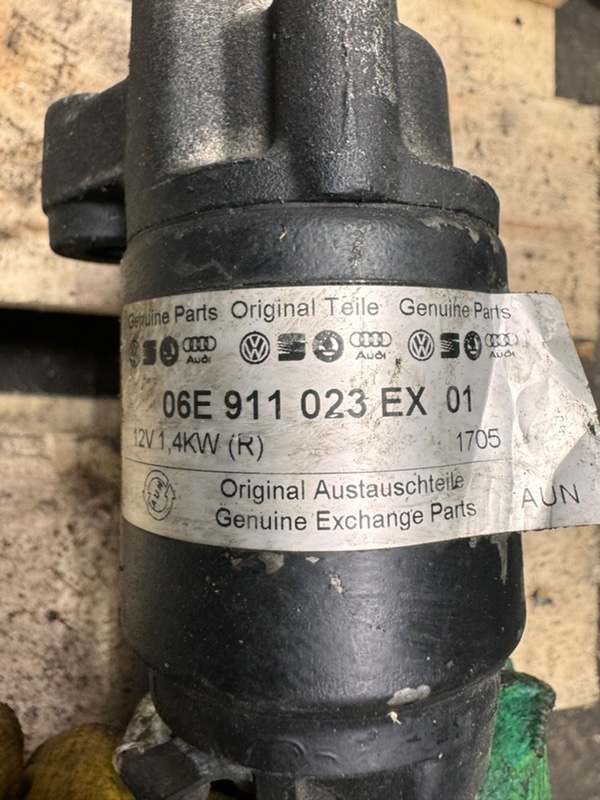 Genuine Parts Original Teile Genuine Parts
Audi Audi Audi
06E 911 023 EX 01
12V 1,4KW (R) 1705
AUN
Original Austauschteile AUN
Genuine Exchange Parts